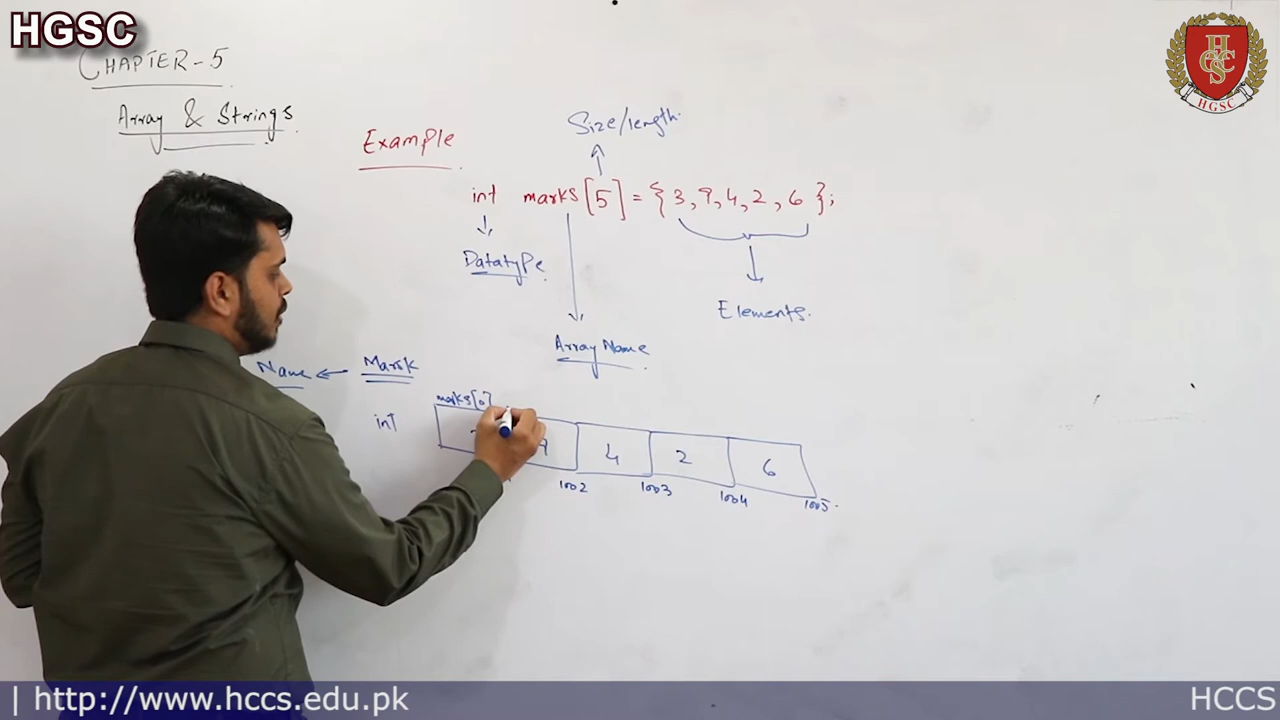 HGSC
CHAPTER-5
Array & Strings
HGSC
Example
Size/length.
int marks[5] = {3, 9, 4, 2, 6};
Datatype.
Elements.
Array Name
Name ← Mark
int
marks[0]
9 4 2 6
1002 1003 1004 1005.
| http://www.hccs.edu.pk
HCCS